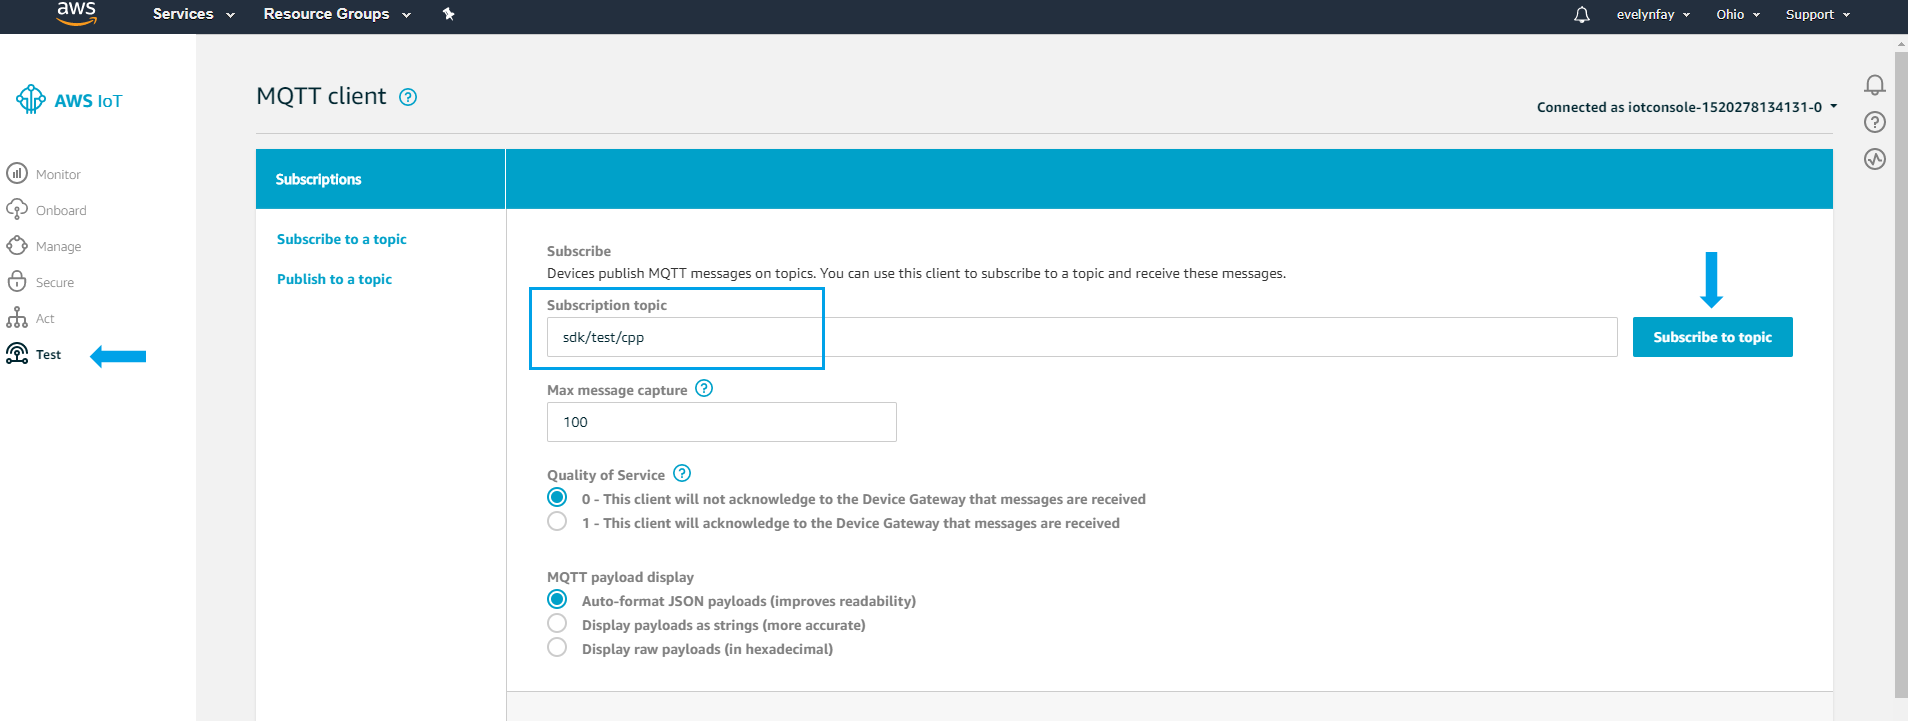 aws Services Resource Groups evelynfay Ohio Support
AWS IoT
Monitor
Onboard
Manage
Secure
Act
Test
MQTT client ?
Connected as iotconsole-1520278134131-0
Subscriptions
Subscribe to a topic
Publish to a topic
Subscribe
Devices publish MQTT messages on topics. You can use this client to subscribe to a topic and receive these messages.
Subscription topic
sdk/test/cpp
Subscribe to topic
Max message capture ?
100
Quality of Service ?
0 - This client will not acknowledge to the Device Gateway that messages are received
1 - This client will acknowledge to the Device Gateway that messages are received
MQTT payload display
Auto-format JSON payloads (improves readability)
Display payloads as strings (more accurate)
Display raw payloads (in hexadecimal)
?